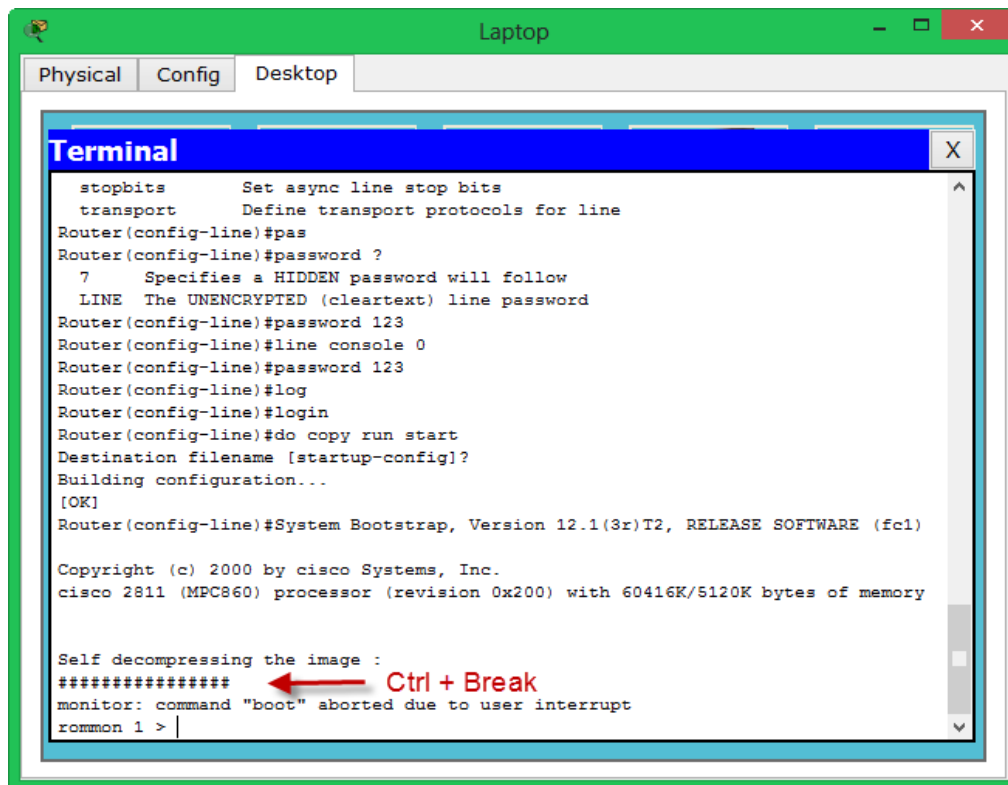 Laptop
Physical Config Desktop
Terminal X
stopbits Set async line stop bits
transport Define transport protocols for line
Router(config-line)#pas
Router(config-line)#password ?
7 Specifies a HIDDEN password will follow
LINE The UNENCRYPTED (cleartext) line password
Router(config-line)#password 123
Router(config-line)#line console 0
Router(config-line)#password 123
Router(config-line)#log
Router(config-line)#login
Router(config-line)#do copy run start
Destination filename [startup-config]?
Building configuration...
[OK]
Router(config-line)#System Bootstrap, Version 12.1(3r)T2, RELEASE SOFTWARE (fc1)
Copyright (c) 2000 by cisco Systems, Inc.
cisco 2811 (MPC860) processor (revision 0x200) with 60416K/5120K bytes of memory
Self decompressing the image :
################ Ctrl + Break
monitor: command "boot" aborted due to user interrupt
rommon 1 >